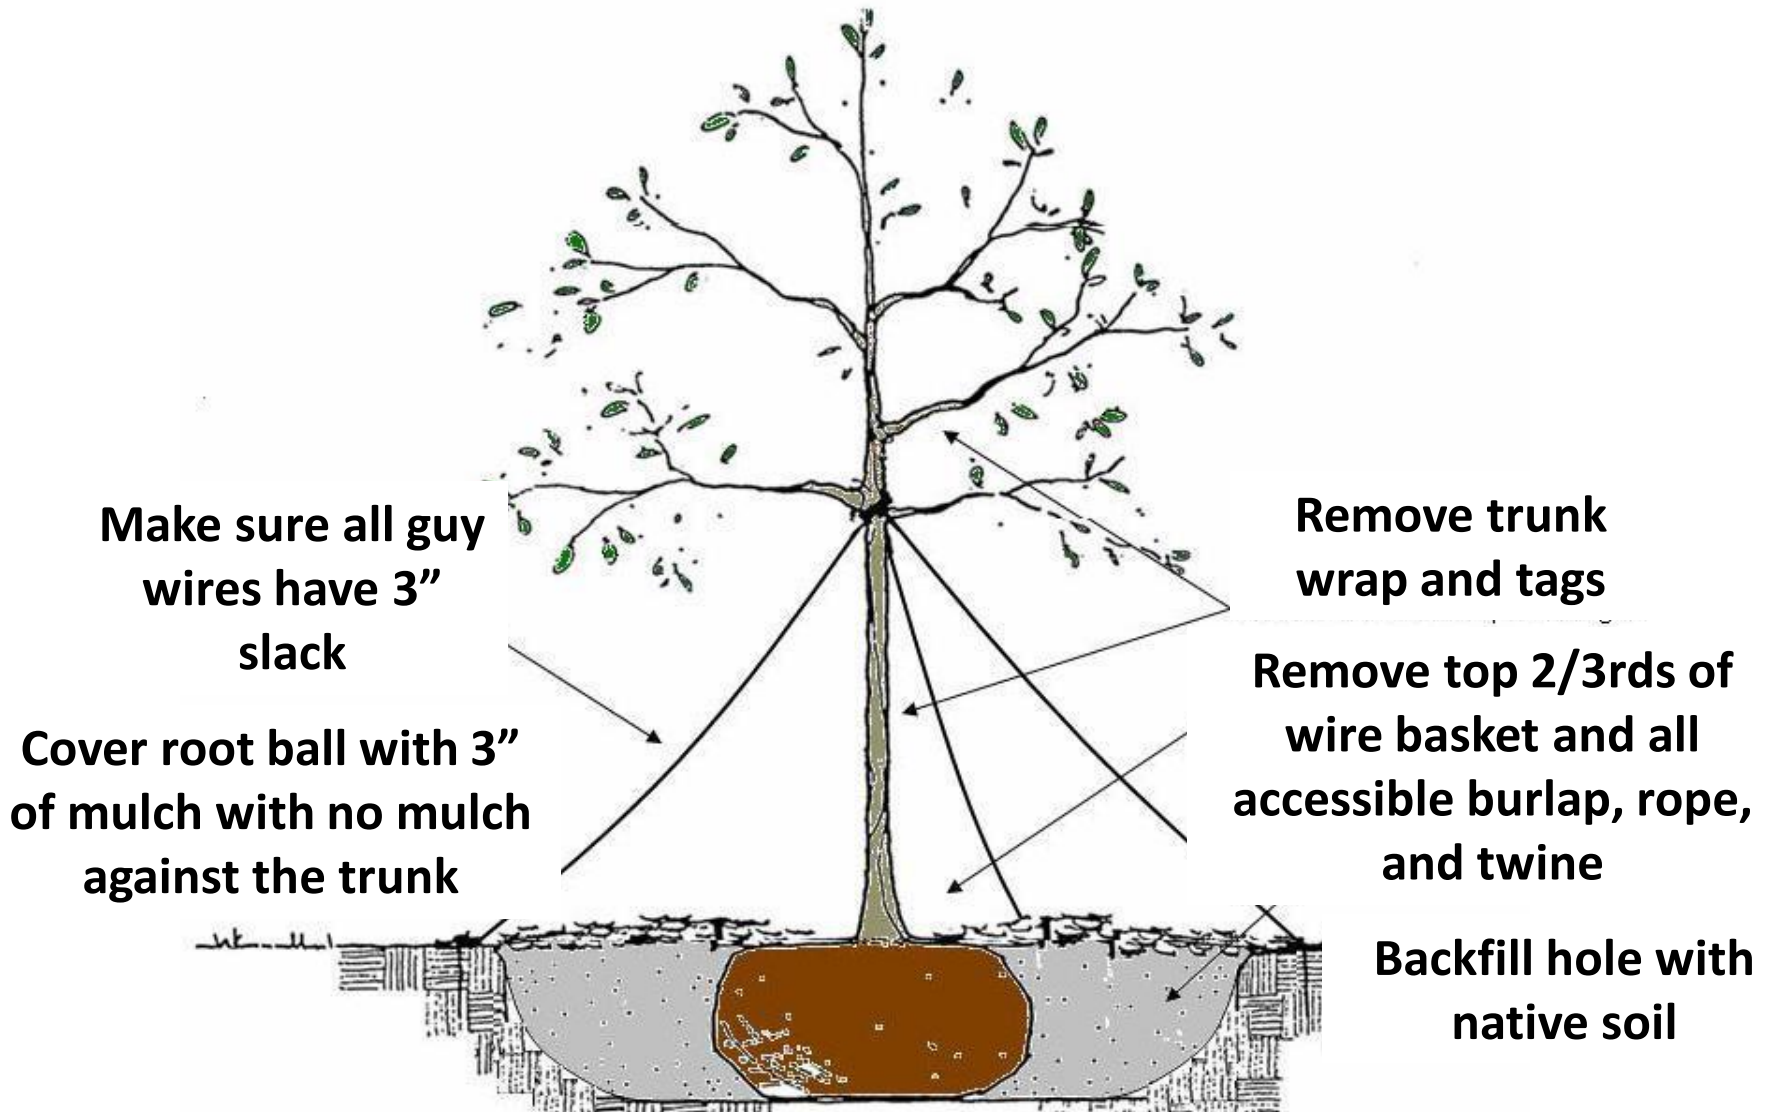 Make sure all guy
wires have 3”
slack
Cover root ball with 3”
of mulch with no mulch
against the trunk
Remove trunk
wrap and tags
Remove top 2/3rds of
wire basket and all
accessible burlap, rope,
and twine
Backfill hole with
native soil